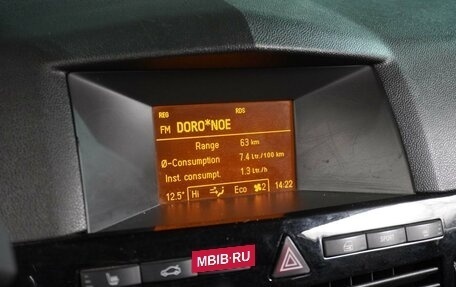 REG RDS
FM DORO*NOE
Range 63 km
Ø-Consumption 7.4 Ltr./100 km
Inst. consumpt. 1.3 Ltr./h
12.5° Hi Eco 2 14:22
SPORT
MBIB.RU